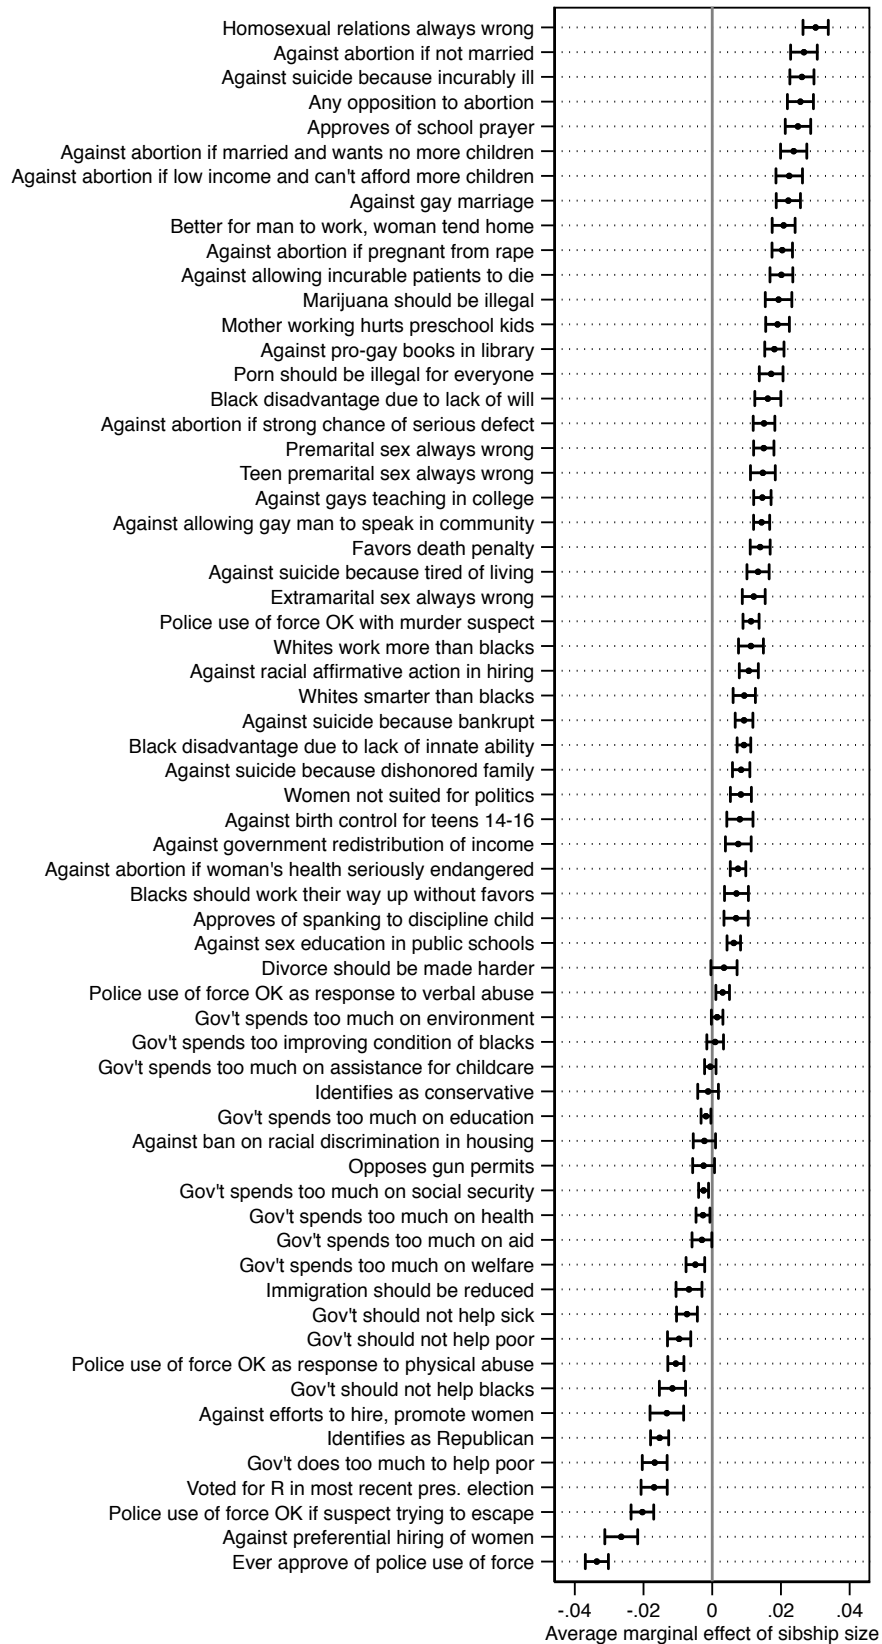 Homosexual relations always wrong
Against abortion if not married
Against suicide because incurably ill
Any opposition to abortion
Approves of school prayer
Against abortion if married and wants no more children
Against abortion if low income and can't afford more children
Against gay marriage
Better for man to work, woman tend home
Against abortion if pregnant from rape
Against allowing incurable patients to die
Marijuana should be illegal
Mother working hurts preschool kids
Against pro-gay books in library
Porn should be illegal for everyone
Black disadvantage due to lack of will
Against abortion if strong chance of serious defect
Premarital sex always wrong
Teen premarital sex always wrong
Against gays teaching in college
Against allowing gay man to speak in community
Favors death penalty
Against suicide because tired of living
Extramarital sex always wrong
Police use of force OK with murder suspect
Whites work more than blacks
Against racial affirmative action in hiring
Whites smarter than blacks
Against suicide because bankrupt
Black disadvantage due to lack of innate ability
Against suicide because dishonored family
Women not suited for politics
Against birth control for teens 14-16
Against government redistribution of income
Against abortion if woman's health seriously endangered
Blacks should work their way up without favors
Approves of spanking to discipline child
Against sex education in public schools
Divorce should be made harder
Police use of force OK as response to verbal abuse
Gov't spends too much on environment
Gov't spends too improving condition of blacks
Gov't spends too much on assistance for childcare
Identifies as conservative
Gov't spends too much on education
Against ban on racial discrimination in housing
Opposes gun permits
Gov't spends too much on social security
Gov't spends too much on health
Gov't spends too much on aid
Gov't spends too much on welfare
Immigration should be reduced
Gov't should not help sick
Gov't should not help poor
Police use of force OK as response to physical abuse
Gov't should not help blacks
Against efforts to hire, promote women
Identifies as Republican
Gov't does too much to help poor
Voted for R in most recent pres. election
Police use of force OK if suspect trying to escape
Against preferential hiring of women
Ever approve of police use of force
-.04 -.02 0 .02 .04
Average marginal effect of sibship size